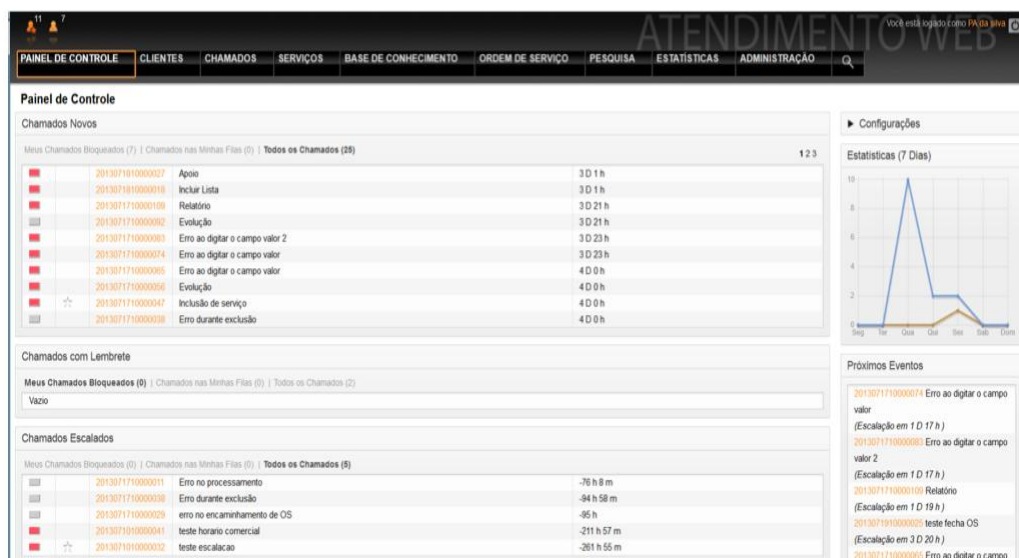 11 7
ATENDIMENTO WEB
Você está logado como PA da silva
PAINEL DE CONTROLE CLIENTES CHAMADOS SERVIÇOS BASE DE CONHECIMENTO ORDEM DE SERVIÇO PESQUISA ESTATÍSTICAS ADMINISTRAÇÃO
Painel de Controle
Chamados Novos
Meus Chamados Bloqueados (7) | Chamados nas Minhas Filas (0) | Todos os Chamados (25)
1 2 3
2013071810000027 Apoio 3 D 1 h
2013071810000018 Incluir Lista 3 D 1 h
2013071710000109 Relatório 3 D 21 h
2013071710000092 Evolução 3 D 21 h
2013071710000083 Erro ao digitar o campo valor 2 3 D 23 h
2013071710000074 Erro ao digitar o campo valor 3 D 23 h
2013071710000065 Erro ao digitar o campo valor 4 D 0 h
2013071710000056 Evolução 4 D 0 h
2013071710000047 Inclusão de serviço 4 D 0 h
2013071710000038 Erro durante exclusão 4 D 0 h
Chamados com Lembrete
Meus Chamados Bloqueados (0) | Chamados nas Minhas Filas (0) | Todos os Chamados (2)
Vazio
Chamados Escalados
Meus Chamados Bloqueados (0) | Chamados nas Minhas Filas (0) | Todos os Chamados (5)
2013071710000011 Erro no processamento -76 h 8 m
2013071710000038 Erro durante exclusão -94 h 58 m
2013071710000029 erro no encaminhamento de OS -95 h
2013071010000041 teste horario comercial -211 h 57 m
2013071010000032 teste escalacao -261 h 55 m
Configurações
Estatísticas (7 Dias)
10
8
6
4
2
0
Seg Ter Qua Qui Sex Sab Dom
Próximos Eventos
2013071710000074 Erro ao digitar o campo
valor
(Escalação em 1 D 17 h )
2013071710000083 Erro ao digitar o campo
valor 2
(Escalação em 1 D 17 h )
2013071710000109 Relatório
(Escalação em 1 D 19 h )
2013071910000025 teste fecha OS
(Escalação em 3 D 20 h )
2013071710000065 Erro ao digitar o campo